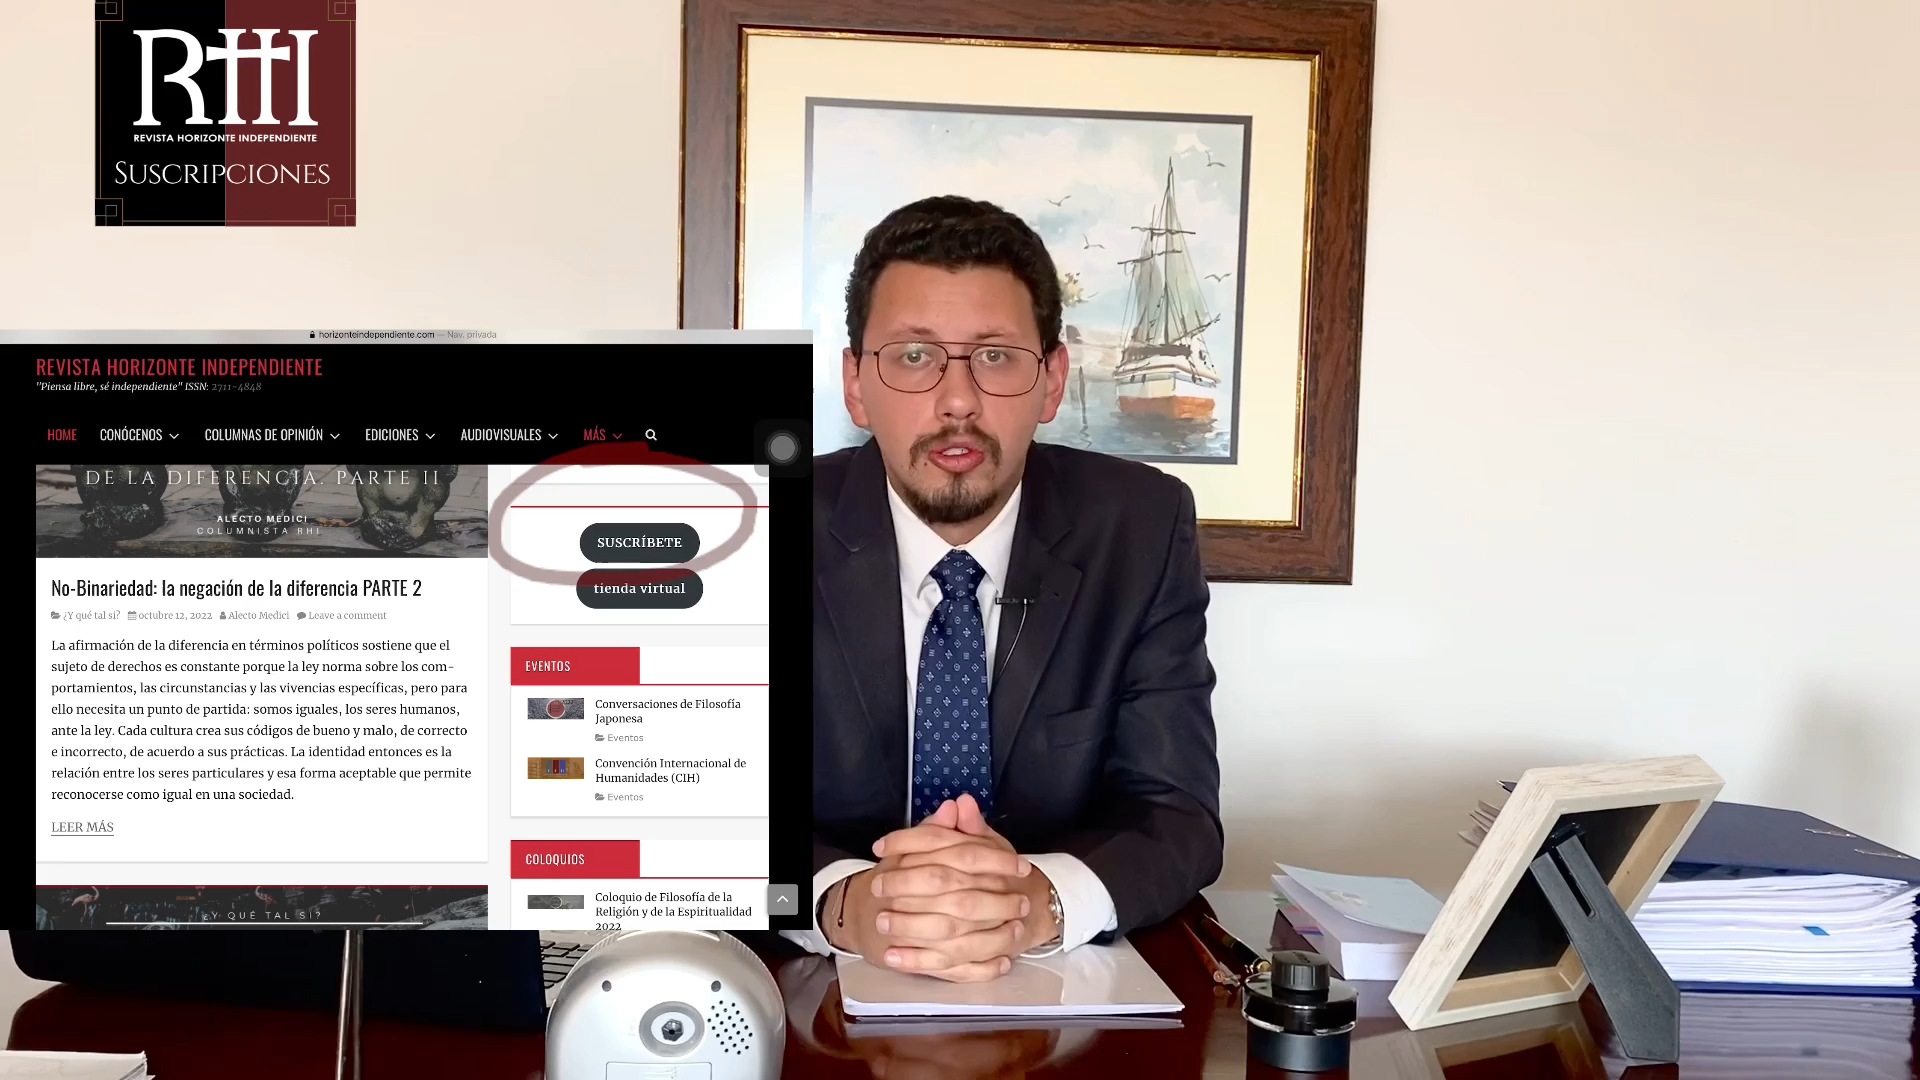 RHI
REVISTA HORIZONTE INDEPENDIENTE
SUSCRIPCIONES
horizonteindependiente.com — Nav. privada
REVISTA HORIZONTE INDEPENDIENTE
"Piensa libre, sé independiente" ISSN: 2711-4848
HOME CONÓCENOS COLUMNAS DE OPINIÓN EDICIONES AUDIOVISUALES MÁS
DE LA DIFERENCIA. PARTE II
ALECTO MEDICI
COLUMNISTA RHI
No-Binariedad: la negación de la diferencia PARTE 2
¿Y qué tal si? octubre 12, 2022 Alecto Medici Leave a comment
La afirmación de la diferencia en términos políticos sostiene que el
sujeto de derechos es constante porque la ley norma sobre los com-
portamientos, las circunstancias y las vivencias específicas, pero para
ello necesita un punto de partida: somos iguales, los seres humanos,
ante la ley. Cada cultura crea sus códigos de bueno y malo, de correcto
e incorrecto, de acuerdo a sus prácticas. La identidad entonces es la
relación entre los seres particulares y esa forma aceptable que permite
reconocerse como igual en una sociedad.
LEER MÁS
¿Y QUÉ TAL SI?
SUSCRÍBETE
tienda virtual
EVENTOS
Conversaciones de Filosofía
Japonesa
Eventos
Convención Internacional de
Humanidades (CIH)
Eventos
COLOQUIOS
Coloquio de Filosofía de la
Religión y de la Espiritualidad
2022